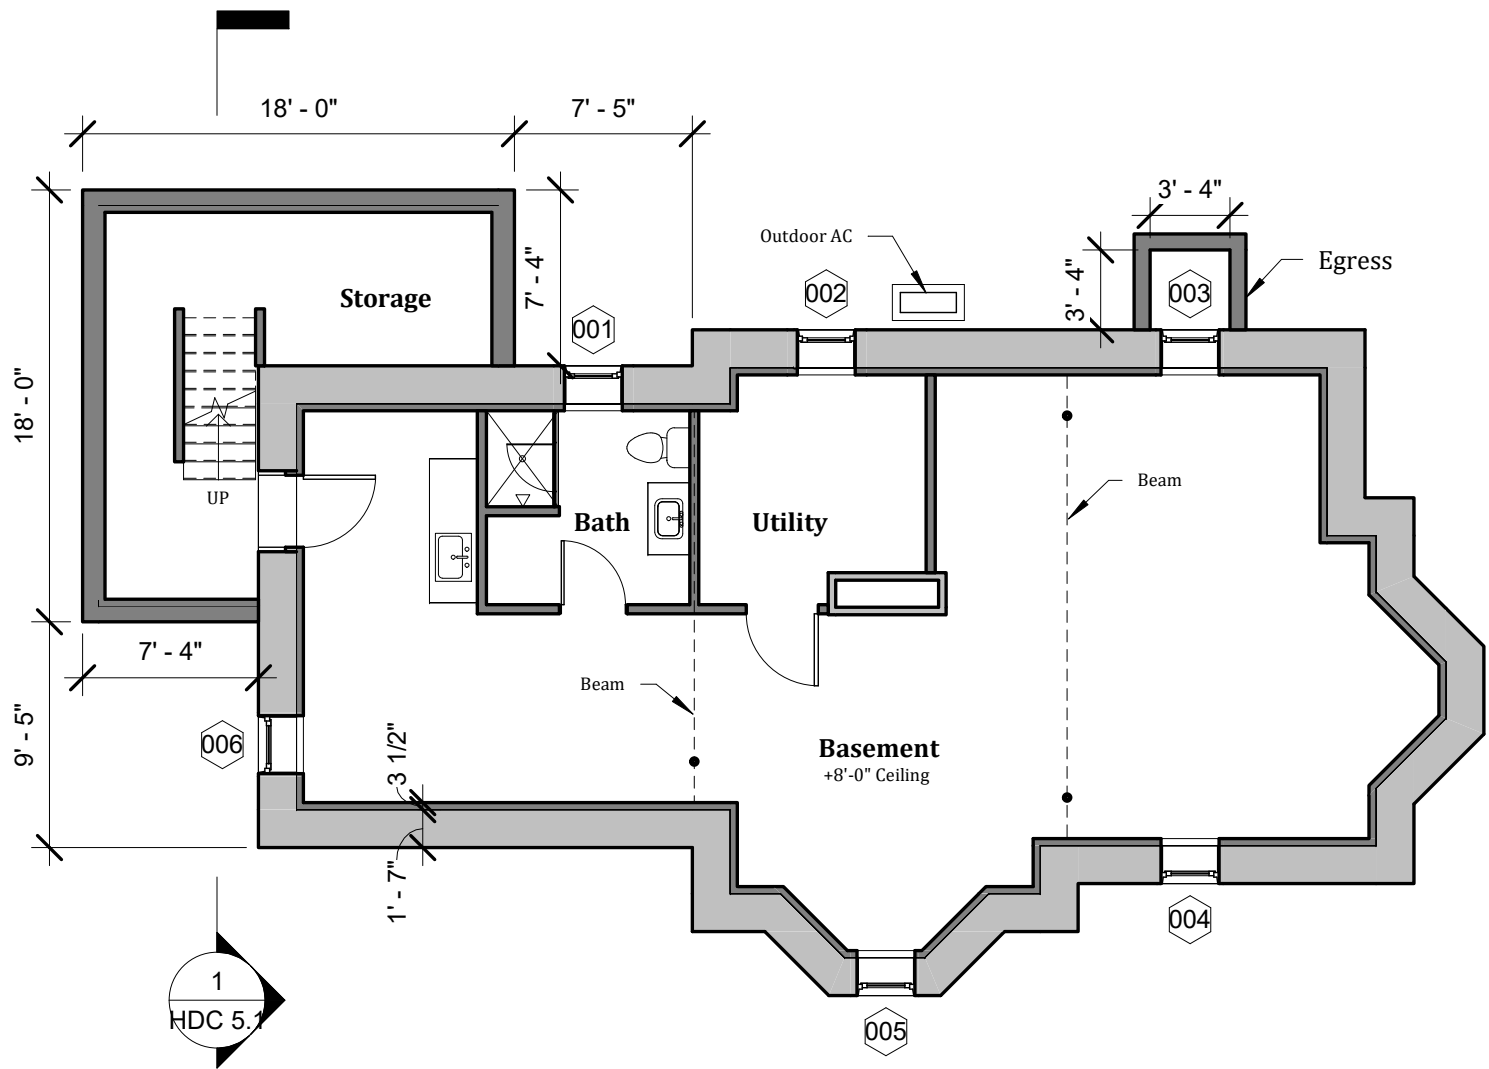 18' - 0"
7' - 5"
3' - 4"
Outdoor AC
Egress
7' - 4"
3' - 4"
002
003
Storage
001
18' - 0"
Beam
UP
Bath
Utility
7' - 4"
Beam
9' - 5"
006
3 1/2"
Basement
+8'-0" Ceiling
1' - 7"
004
1
HDC 5.1
005